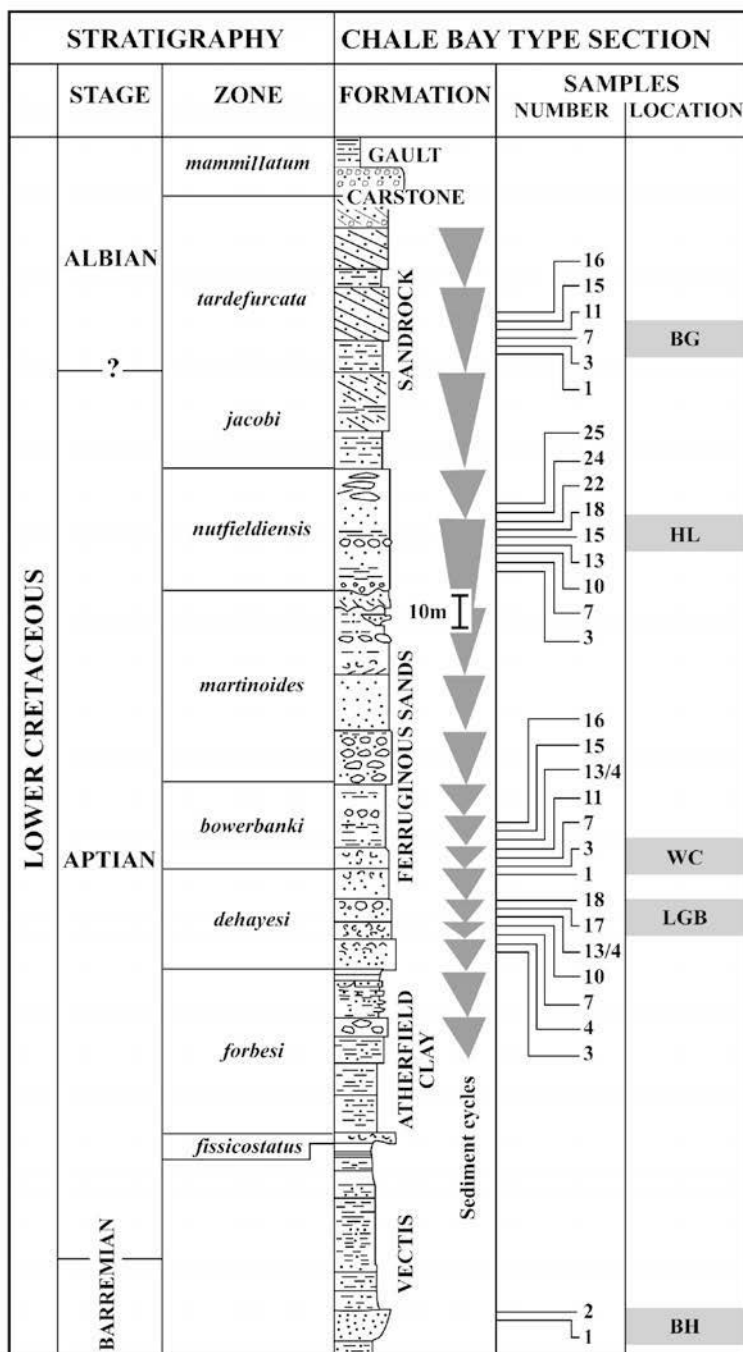 STRATIGRAPHY
CHALE BAY TYPE SECTION
STAGE
ZONE
FORMATION
SAMPLES
NUMBER
LOCATION
LOWER CRETACEOUS
ALBIAN
?
APTIAN
BARREMIAN
mammillatum
tardefurcata
jacobi
nutfieldiensis
martinoides
bowerbanki
dehayesi
forbesi
fissicostatus
GAULT
CARSTONE
SANDROCK
FERRUGINOUS SANDS
ATHERFIELD
CLAY
VECTIS
10m
Sediment cycles
16
15
11
7
3
1
BG
25
24
22
18
15
13
10
7
3
HL
16
15
13/4
11
7
3
1
WC
18
17
13/4
10
7
4
3
LGB
2
1
BH